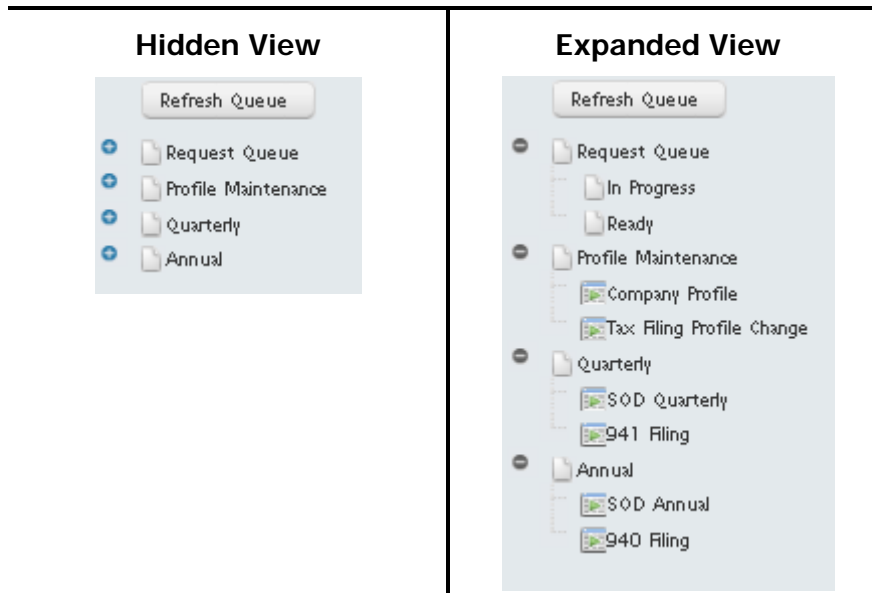 Hidden View
Refresh Queue
Request Queue
Profile Maintenance
Quarterly
Annual
Expanded View
Refresh Queue
Request Queue
In Progress
Ready
Profile Maintenance
Company Profile
Tax Filing Profile Change
Quarterly
SOD Quarterly
941 Filing
Annual
SOD Annual
940 Filing